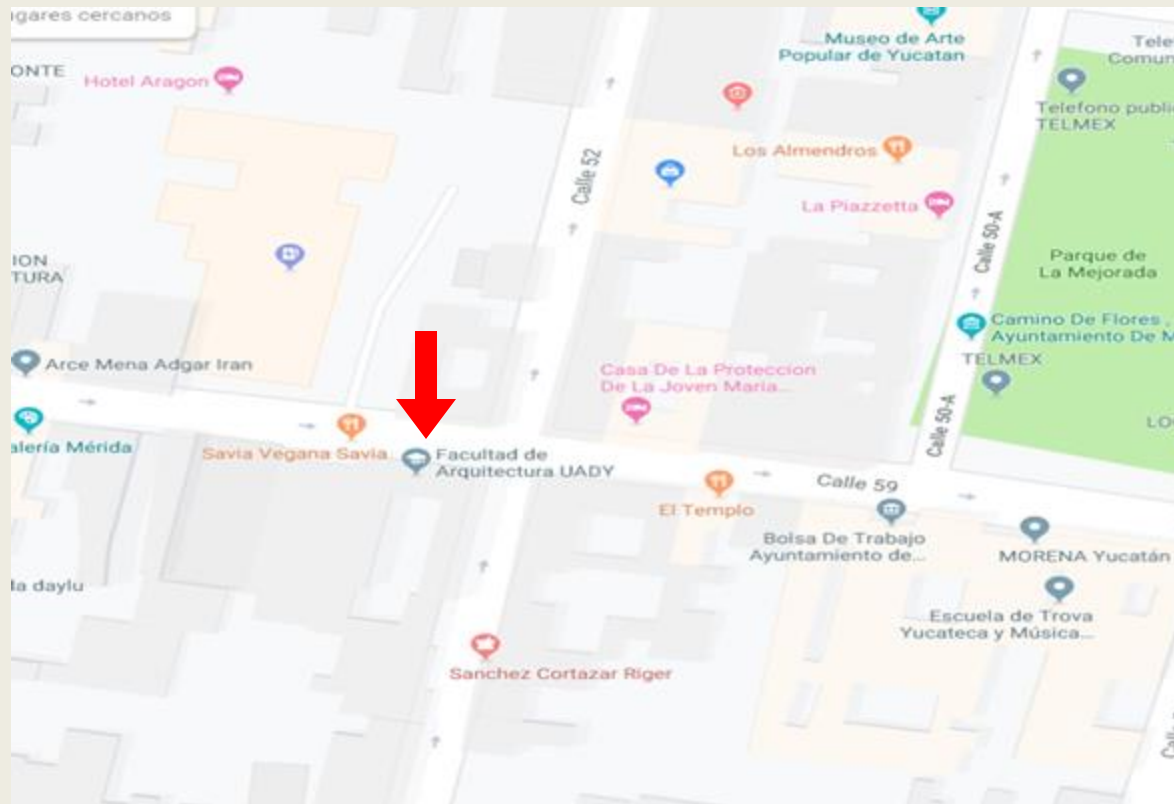 gares cercanos
Museo de Arte
Popular de Yucatan
ONTE
Hotel Aragon
Tele
Comun
Telefono publi
TELMEX
Los Almendros
Calle 52
La Piazzetta
Calle 50-A
Parque de
La Mejorada
ION
TURA
Camino De Flores ,
Ayuntamiento De M
TELMEX
Arce Mena Adgar Iran
Casa De La Proteccion
De La Joven Maria...
Calle 50-A
LO
alería Mérida
Savia Vegana Savia...
Facultad de
Arquitectura UADY
Calle 59
El Templo
Bolsa De Trabajo
Ayuntamiento de...
MORENA Yucatán
la daylu
Escuela de Trova
Yucateca y Música...
Sanchez Cortazar Riger
Calle